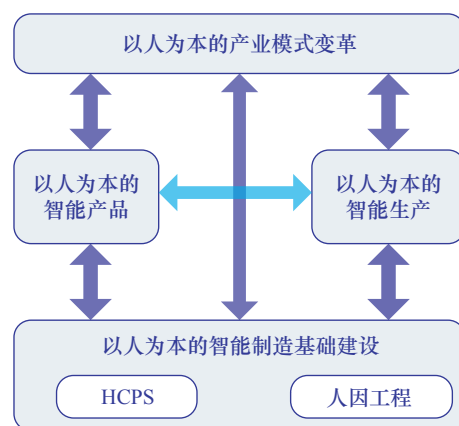 以人为本的产业模式变革
以人为本的
智能产品
以人为本的
智能生产
以人为本的智能制造基础建设
HCPS
人因工程